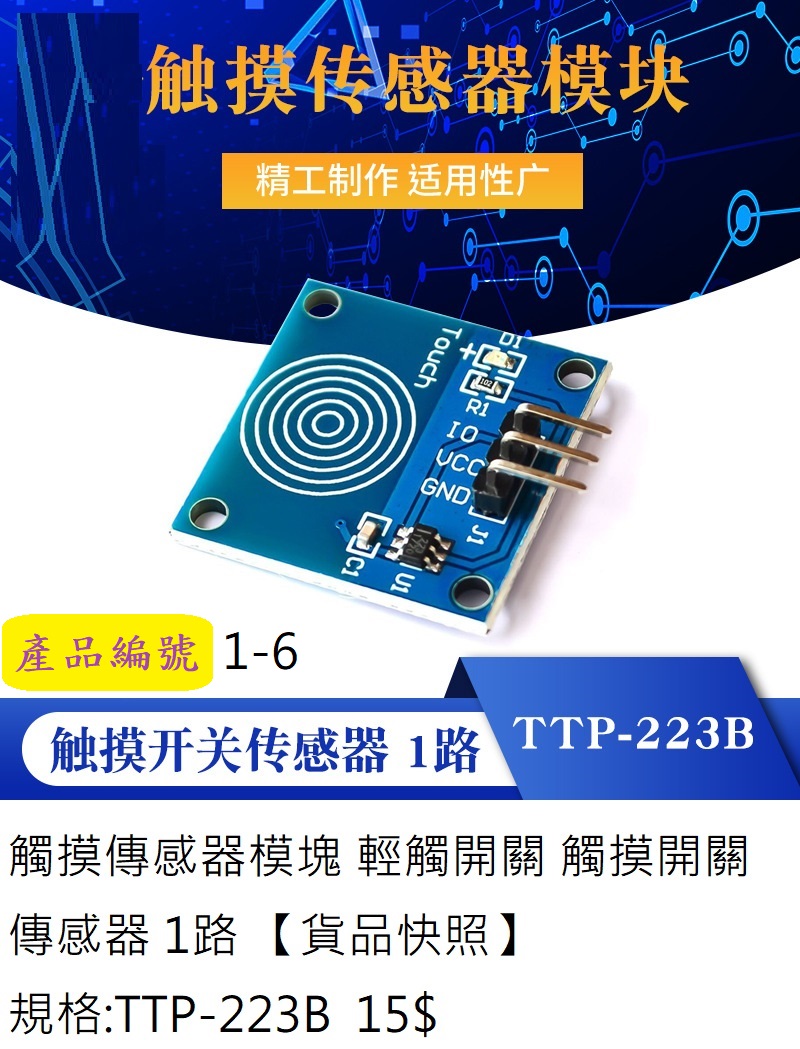 触摸传感器模块
精工制作 适用性广
Touch
+
D1
102
R1
IO
VCC
GND
J1
C1
U1
產品編號 1-6
触摸开关传感器 1路
TTP-223B
觸摸傳感器模塊 輕觸開關 觸摸開關
傳感器 1路 【貨品快照】
規格:TTP-223B 15$